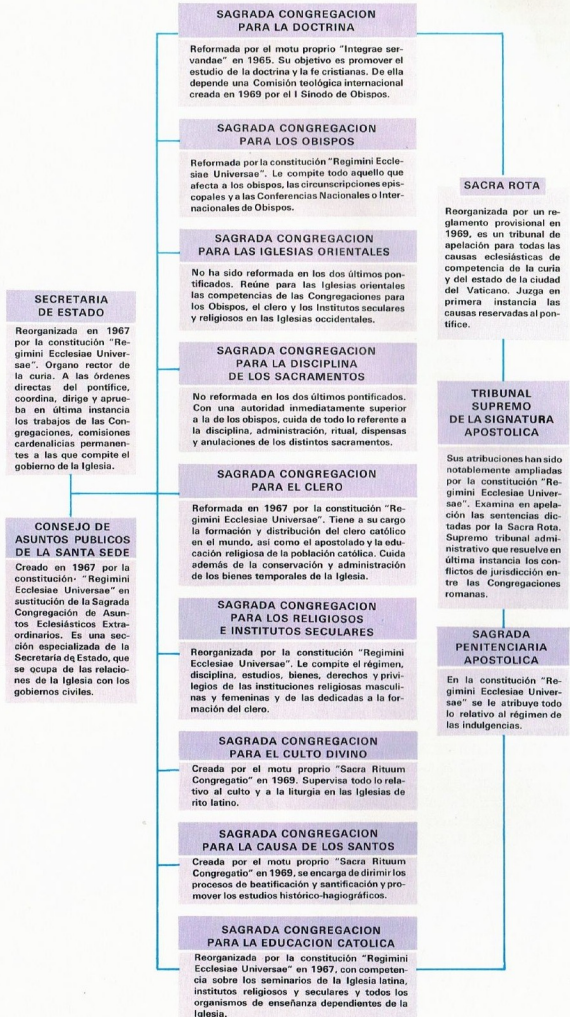 SAGRADA CONGREGACION
PARA LA DOCTRINA
Reformada por el motu proprio "Integrae ser-
vandae" en 1965. Su objetivo es promover el
estudio de la doctrina y la fe cristianas. De ella
depende una Comisión teológica internacional
creada en 1969 por el I Sínodo de Obispos.
SAGRADA CONGREGACION
PARA LOS OBISPOS
Reformada por la constitución "Regimini Eccle-
siae Universae". Le compite todo aquello que
afecta a los obispos, las circunscripciones epis-
copales y a las Conferencias Nacionales o Inter-
nacionales de Obispos.
SAGRADA CONGREGACION
PARA LAS IGLESIAS ORIENTALES
No ha sido reformada en los dos últimos pon-
tificados. Reúne para las Iglesias orientales
las competencias de las Congregaciones para
los Obispos, el clero y los Institutos seculares
y religiosos en las Iglesias occidentales.
SAGRADA CONGREGACION
PARA LA DISCIPLINA
DE LOS SACRAMENTOS
No reformada en los dos últimos pontificados.
Con una autoridad inmediatamente superior
a la de los obispos, cuida de todo lo referente a
la disciplina, administración, ritual, dispensas
y anulaciones de los distintos sacramentos.
SAGRADA CONGREGACION
PARA EL CLERO
Reformada en 1967 por la constitución "Re-
gimini Ecclesiae Universae". Tiene a su cargo
la formación y distribución del clero católico
en el mundo, así como el apostolado y la edu-
cación religiosa de la población católica. Cuida
además de la conservación y administración
de los bienes temporales de la Iglesia.
SAGRADA CONGREGACION
PARA LOS RELIGIOSOS
E INSTITUTOS SECULARES
Reorganizada por la constitución "Regimini
Ecclesiae Universae". Le compite el régimen,
disciplina, estudios, bienes, derechos y privi-
legios de las instituciones religiosas masculi-
nas y femeninas y de las dedicadas a la for-
mación del clero.
SAGRADA CONGREGACION
PARA EL CULTO DIVINO
Creada por el motu proprio "Sacra Rituum
Congregatio" en 1969. Supervisa todo lo rela-
tivo al culto y a la liturgia en las Iglesias de
rito latino.
SAGRADA CONGREGACION
PARA LA CAUSA DE LOS SANTOS
Creada por el motu proprio "Sacra Rituum
Congregatio" en 1969, se encarga de dirimir los
procesos de beatificación y santificación y pro-
mover los estudios histórico-hagiográficos.
SAGRADA CONGREGACION
PARA LA EDUCACION CATOLICA
Reorganizada por la constitución "Regimini
Ecclesiae Universae" en 1967, con competen-
cia sobre los seminarios de la Iglesia latina,
institutos religiosos y seculares y todos los
organismos de enseñanza dependientes de la
Iglesia.
SECRETARIA
DE ESTADO
Reorganizada en 1967
por la constitución "Re-
gimini Ecclesiae Univer-
sae". Organo rector de
la curia. A las órdenes
directas del pontífice,
coordina, dirige y aprue-
ba en última instancia
los trabajos de las Con-
gregaciones, comisiones
cardenalicias permanen-
tes a las que compite el
gobierno de la Iglesia.
CONSEJO DE
ASUNTOS PUBLICOS
DE LA SANTA SEDE
Creado en 1967 por la
constitución "Regimini
Ecclesiae Universae" en
sustitución de la Sagrada
Congregación de Asun-
tos Eclesiásticos Extra-
ordinarios. Es una sec-
ción especializada de la
Secretaría de Estado, que
se ocupa de las relacio-
nes de la Iglesia con los
gobiernos civiles.
SACRA ROTA
Reorganizada por un re-
glamento provisional en
1969, es un tribunal de
apelación para todas las
causas eclesiásticas de
competencia de la curia
y del estado de la ciudad
del Vaticano. Juzga en
primera instancia las
causas reservadas al pon-
tífice.
TRIBUNAL
SUPREMO
DE LA SIGNATURA
APOSTOLICA
Sus atribuciones han sido
notablemente ampliadas
por la constitución "Re-
gimini Ecclesiae Univer-
sae". Examina en apela-
ción las sentencias dic-
tadas por la Sacra Rota.
Supremo tribunal admi-
nistrativo que resuelve en
última instancia los con-
flictos de jurisdicción en-
tre las Congregaciones
romanas.
SAGRADA
PENITENCIARIA
APOSTOLICA
En la constitución "Re-
gimini Ecclesiae Univer-
sae" se le atribuye todo
lo relativo al régimen de
las indulgencias.